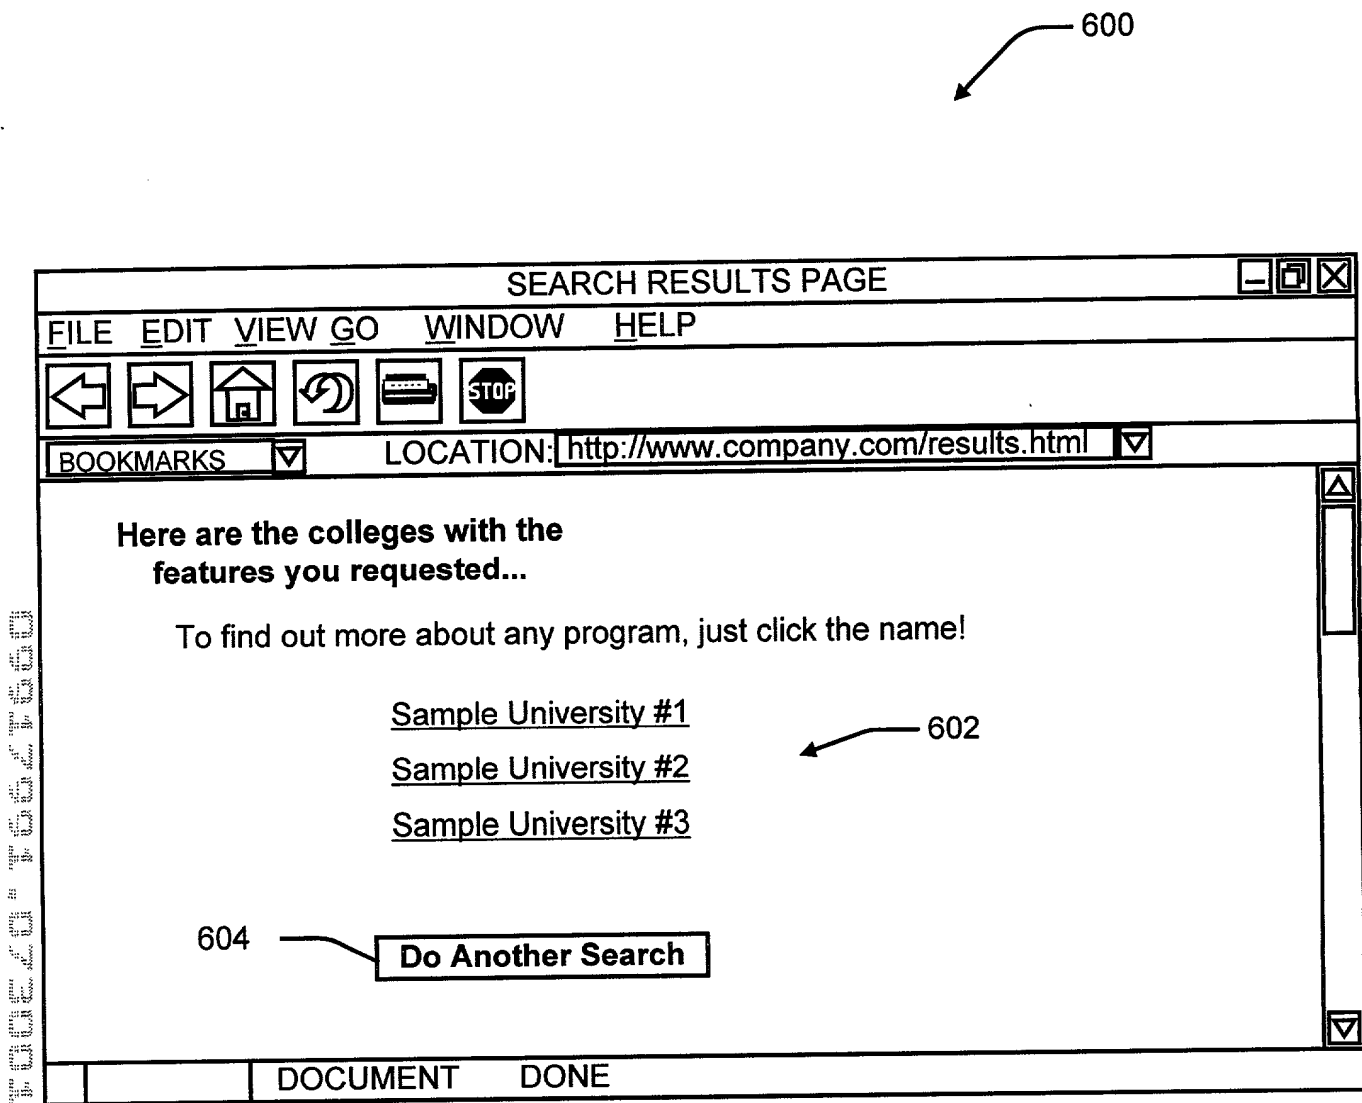 600
SEARCH RESULTS PAGE
FILE EDIT VIEW GO WINDOW HELP
STOP
BOOKMARKS LOCATION: http://www.company.com/results.html
Here are the colleges with the
features you requested...
To find out more about any program, just click the name!
Sample University #1
602
Sample University #2
Sample University #3
604 Do Another Search
DOCUMENT DONE